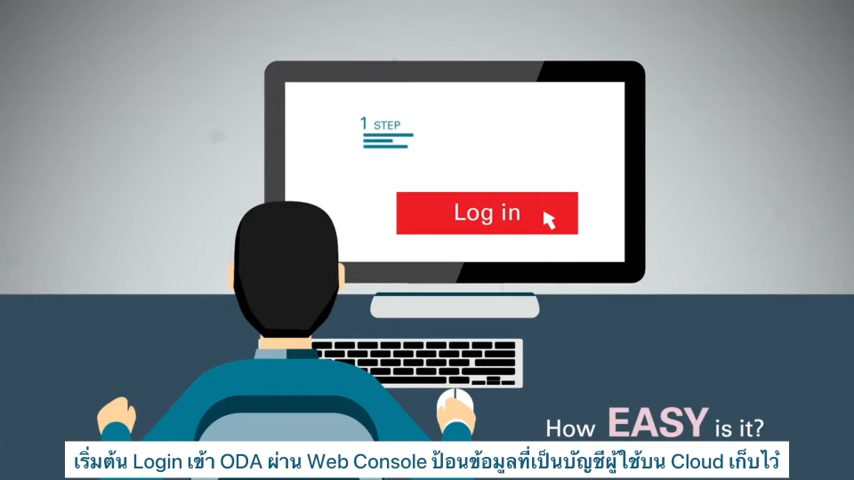 1 STEP
Log in
How EASY is it?
เริ่มต้น Login เข้า ODA ผ่าน Web Console ป้อนข้อมูลที่เป็นบัญชีผู้ใช้บน Cloud เก็บไว้